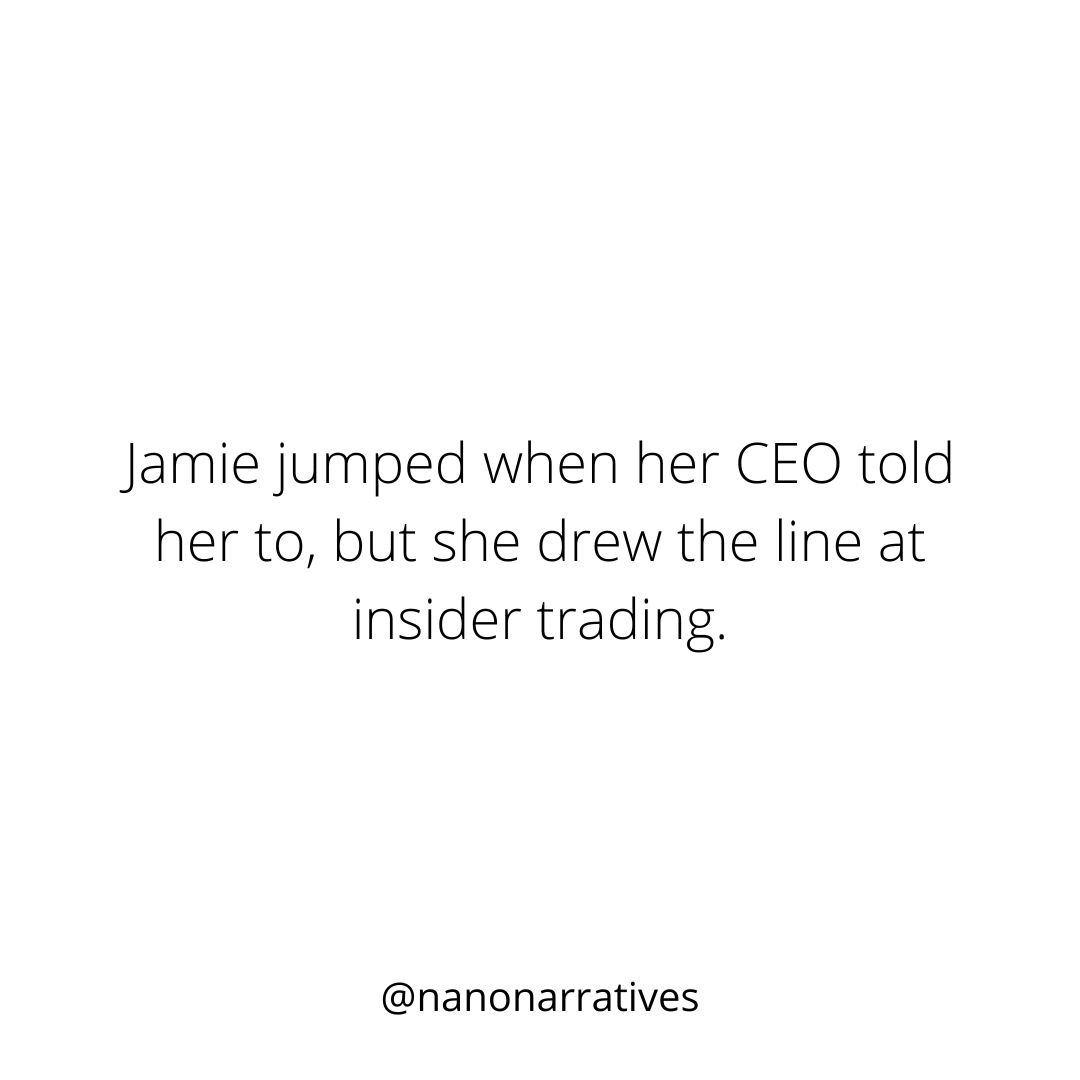 Jamie jumped when her CEO told
her to, but she drew the line at
insider trading.
@nanonarratives